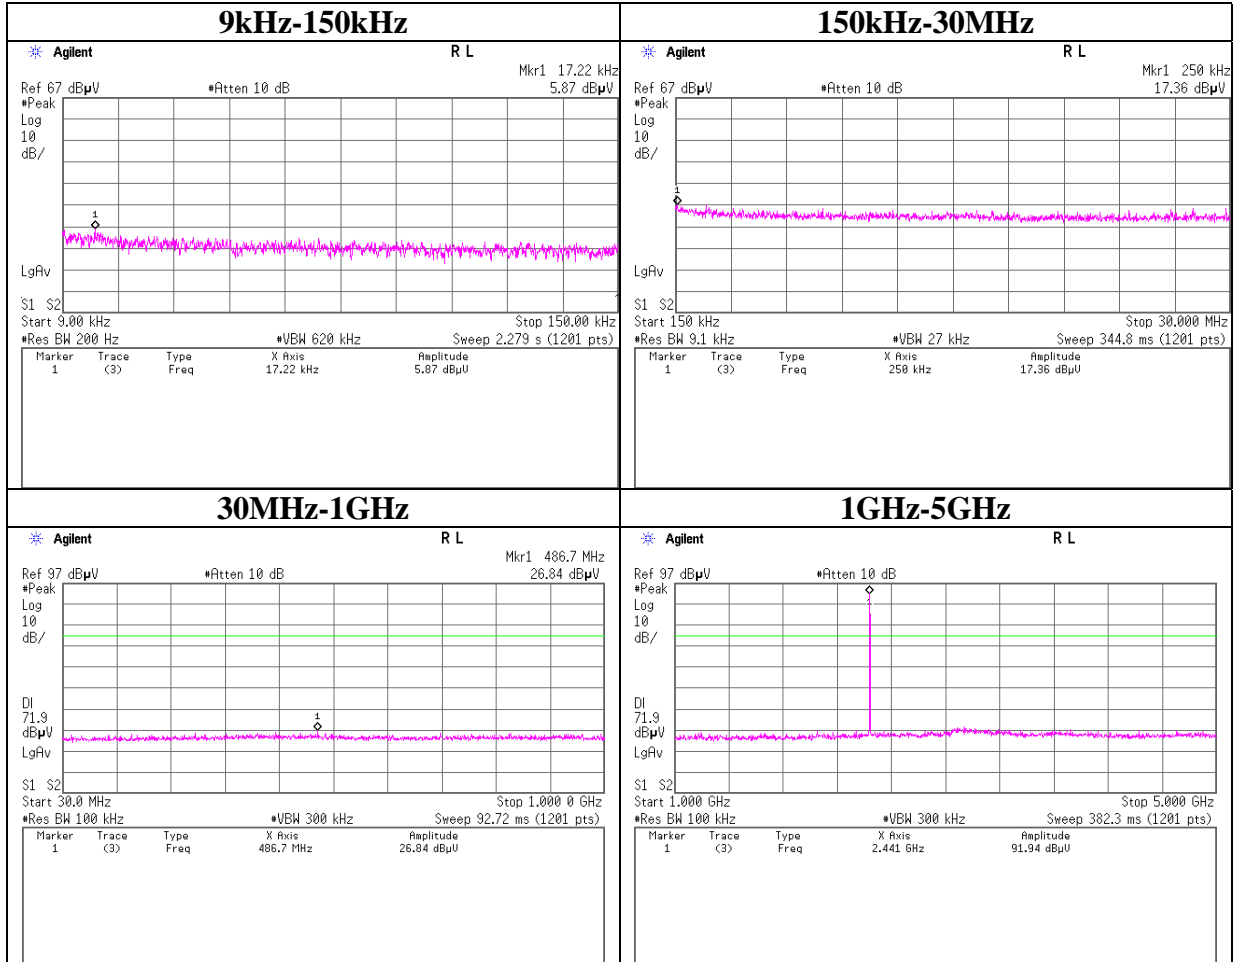 9kHz-150kHz
Agilent R L
Mkr1 17.22 kHz
Ref 67 dBµV #Atten 10 dB 5.87 dBµV
#Peak
Log
10
dB/
1
LgAv
S1 S2
Start 9.00 kHz Stop 150.00 kHz
#Res BW 200 Hz #VBW 620 kHz Sweep 2.279 s (1201 pts)
Marker Trace Type X Axis Amplitude
1 (3) Freq 17.22 kHz 5.87 dBµV
150kHz-30MHz
Agilent R L
Mkr1 250 kHz
Ref 67 dBµV #Atten 10 dB 17.36 dBµV
#Peak
Log
10
dB/
1
LgAv
S1 S2
Start 150 kHz Stop 30.000 MHz
#Res BW 9.1 kHz #VBW 27 kHz Sweep 344.8 ms (1201 pts)
Marker Trace Type X Axis Amplitude
1 (3) Freq 250 kHz 17.36 dBµV
30MHz-1GHz
Agilent R L
Mkr1 486.7 MHz
Ref 97 dBµV #Atten 10 dB 26.84 dBµV
#Peak
Log
10
dB/
DI
71.9
dBµV
1
LgAv
S1 S2
Start 30.0 MHz Stop 1.000 0 GHz
#Res BW 100 kHz #VBW 300 kHz Sweep 92.72 ms (1201 pts)
Marker Trace Type X Axis Amplitude
1 (3) Freq 486.7 MHz 26.84 dBµV
1GHz-5GHz
Agilent R L
Ref 97 dBµV #Atten 10 dB
#Peak
Log
10
dB/
DI
71.9
dBµV
LgAv
S1 S2
Start 1.000 GHz Stop 5.000 GHz
#Res BW 100 kHz #VBW 300 kHz Sweep 382.3 ms (1201 pts)
Marker Trace Type X Axis Amplitude
1 (3) Freq 2.441 GHz 91.94 dBµV